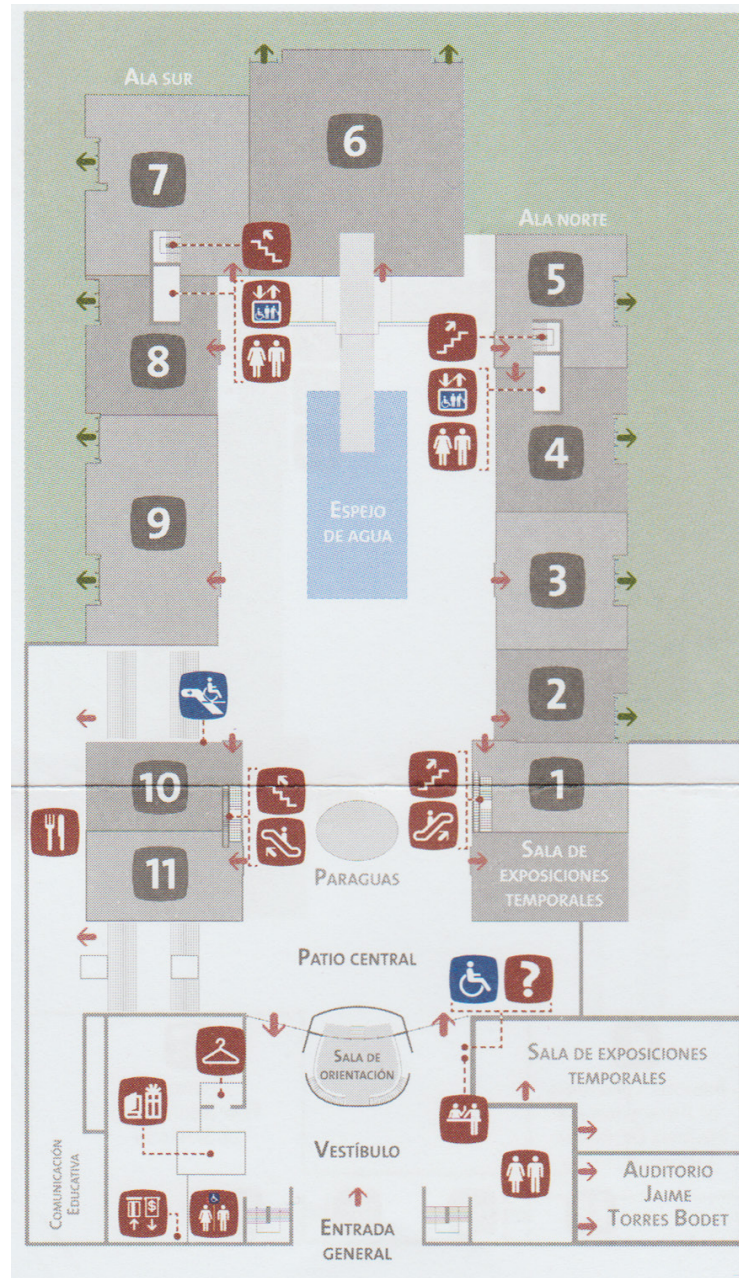 ALA SUR
6
7
ALA NORTE
5
8
4
9
ESPEJO
DE AGUA
3
2
10
1
11
PARAGUAS
SALA DE
EXPOSICIONES
TEMPORALES
PATIO CENTRAL
?
SALA DE
ORIENTACIÓN
SALA DE EXPOSICIONES
TEMPORALES
VESTÍBULO
COMUNICACIÓN
EDUCATIVA
$
ENTRADA
GENERAL
AUDITORIO
JAIME
TORRES BODET